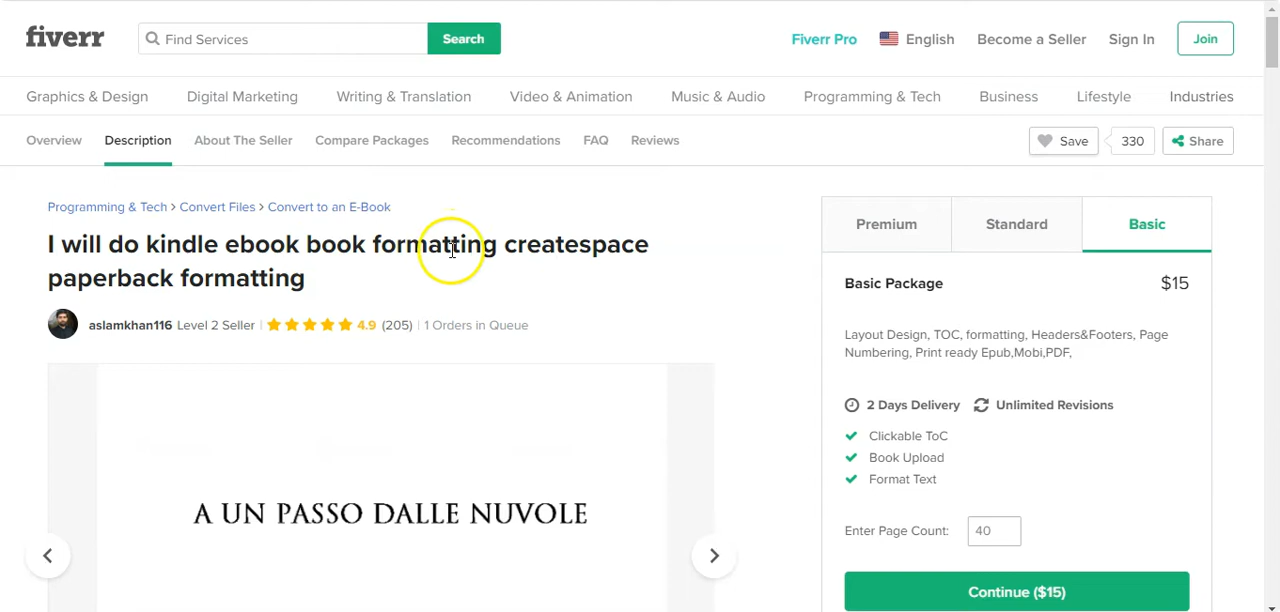 fiverr Find Services Search Fiverr Pro English Become a Seller Sign In Join
Graphics & Design Digital Marketing Writing & Translation Video & Animation Music & Audio Programming & Tech Business Lifestyle Industries
Overview Description About The Seller Compare Packages Recommendations FAQ Reviews Save 330 Share
Programming & Tech > Convert Files > Convert to an E-Book
I will do kindle ebook book formatting createspace
paperback formatting
aslamkhan116 Level 2 Seller 4.9 (205) 1 Orders in Queue
A UN PASSO DALLE NUVOLE
Premium Standard Basic
Basic Package $15
Layout Design, TOC, formatting, Headers&Footers, Page
Numbering, Print ready Epub,Mobi,PDF,
2 Days Delivery Unlimited Revisions
Clickable ToC
Book Upload
Format Text
Enter Page Count: 40
Continue ($15)